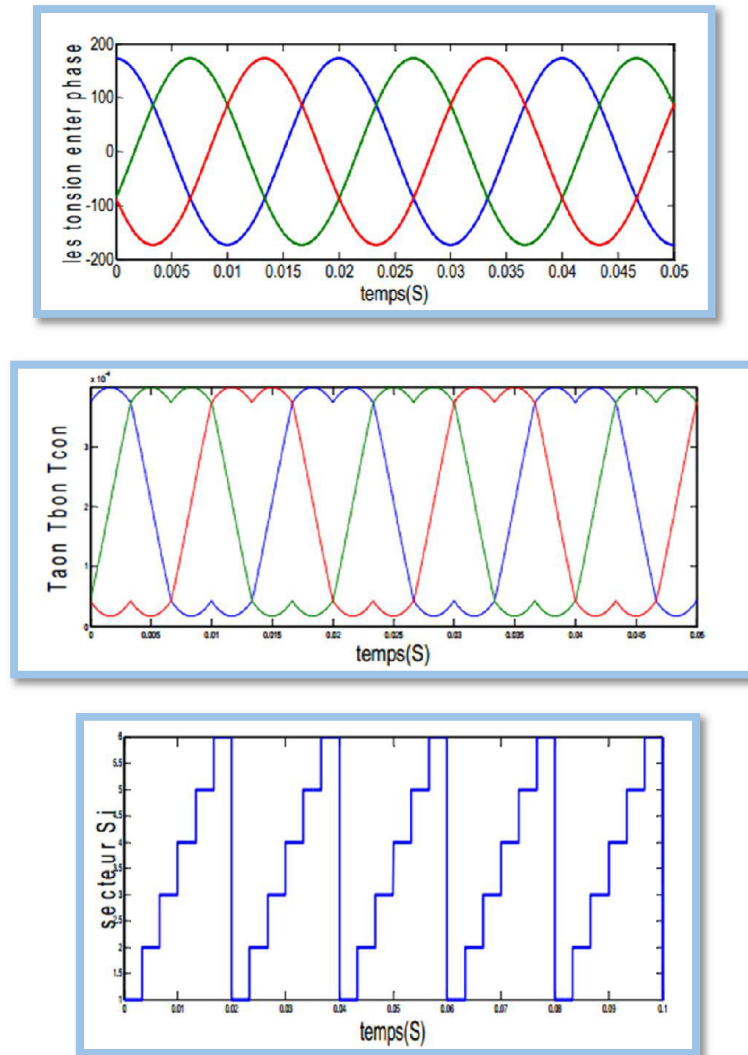 les tonsion enter phase
200
100
0
-100
-200
0 0.005 0.01 0.015 0.02 0.025 0.03 0.035 0.04 0.045 0.05
temps(S)
Taon Tbon Tcon
x 10⁻⁴
3
2
1
0
0 0.005 0.01 0.015 0.02 0.025 0.03 0.035 0.04 0.045 0.05
temps(S)
secteur S.i
6
5.5
5
4.5
4
3.5
3
2.5
2
1.5
1
0 0.01 0.02 0.03 0.04 0.05 0.06 0.07 0.08 0.09 0.1
temps(S)